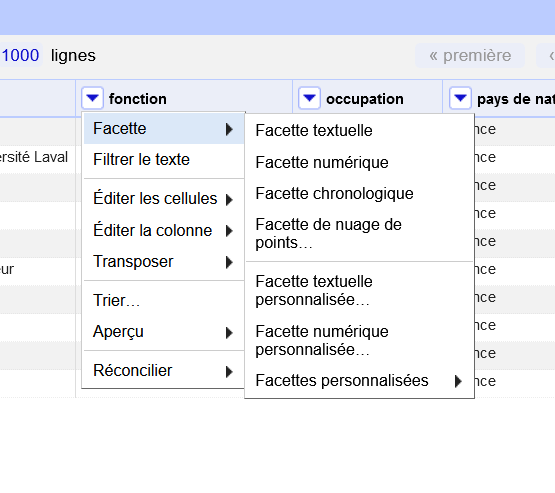 1000 lignes
« première
«
fonction
occupation
pays de nat
Facette
Filtrer le texte
Éditer les cellules
Éditer la colonne
Transposer
Trier…
Aperçu
Réconcilier
Facette textuelle
Facette numérique
Facette chronologique
Facette de nuage de
points…
Facette textuelle
personnalisée…
Facette numérique
personnalisée…
Facettes personnalisées
ersité Laval
eur
nce
nce
nce
nce
nce
nce
nce
nce
nce
nce